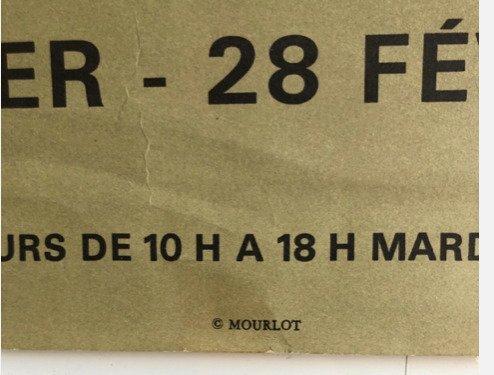 ER - 28 FÉV
URS DE 10 H A 18 H MARD
© MOURLOT